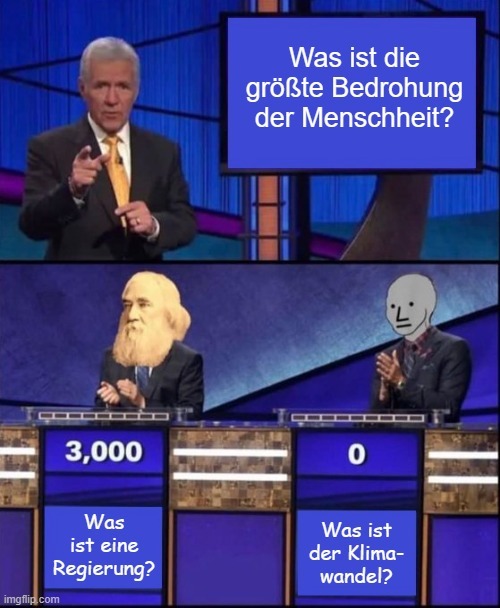 Was ist die
größte Bedrohung
der Menschheit?
3,000
0
Was
ist eine
Regierung?
Was ist
der Klima-
wandel?
imgflip.com